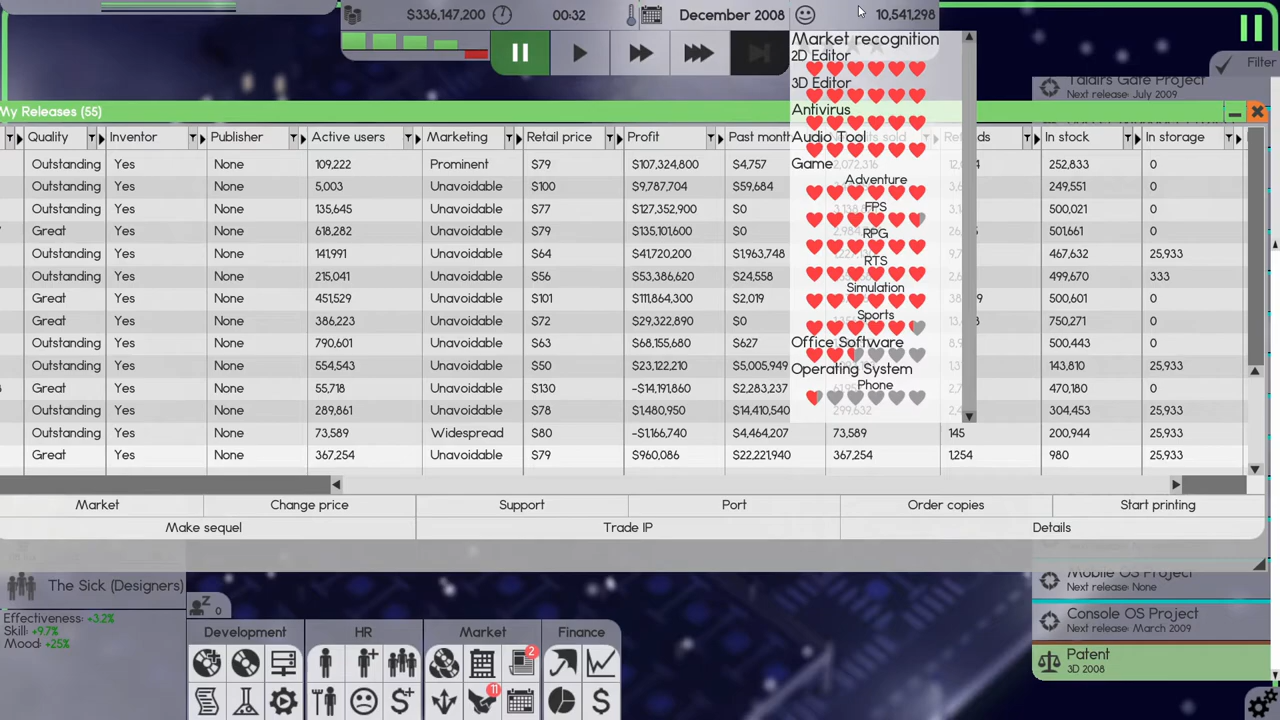 $336,147,200 00:32 December 2008 10,541,298
Filter
Market recognition
2D Editor
3D Editor
Antivirus
Audio Tool
Game
Adventure
FPS
RPG
RTS
Simulation
Sports
Office Software
Operating System
Phone
Next release: July 2009
My Releases (55)
Quality Inventor Publisher Active users Marketing Retail price Profit In stock In storage
Outstanding Yes None 109,222 Prominent $79 $107,324,800 $4,757 2,072,316 252,833 0
Outstanding Yes None 5,003 Unavoidable $100 $9,787,704 $59,684 249,551 0
Outstanding Yes None 135,645 Unavoidable $77 $127,352,900 $0 500,021 0
Great Yes None 618,282 Unavoidable $79 $135,101,600 $0 501,661 0
Outstanding Yes None 141,991 Unavoidable $64 $41,720,200 $1,963,748 467,632 25,933
Outstanding Yes None 215,041 Unavoidable $56 $53,386,620 $24,558 499,670 333
Great Yes None 451,529 Unavoidable $101 $111,864,300 $2,019 500,601 0
Great Yes None 386,223 Unavoidable $72 $29,322,890 $0 750,271 0
Outstanding Yes None 790,601 Unavoidable $63 $68,155,680 $627 500,443 0
Outstanding Yes None 554,543 Unavoidable $50 $23,122,210 $5,005,949 143,810 25,933
Great Yes None 55,718 Unavoidable $130 -$14,191,860 $2,283,237 470,180 0
Outstanding Yes None 289,861 Unavoidable $78 $1,480,950 $14,410,540 299,632 304,453 25,933
Outstanding Yes None 73,589 Widespread $80 -$1,166,740 $4,464,207 73,589 145 200,944 25,933
Great Yes None 367,254 Unavoidable $79 $960,086 $22,221,940 367,254 1,254 980 25,933
Market Change price Support Port Order copies Start printing
Make sequel Trade IP Details
The Sick (Designers)
Effectiveness: +3.2%
Skill: +9.7%
Mood: +25%
Z
0
Development HR Market Finance
2
11
Mobile OS Project
Next release: None
Console OS Project
Next release: March 2009
Patent
3D 2008